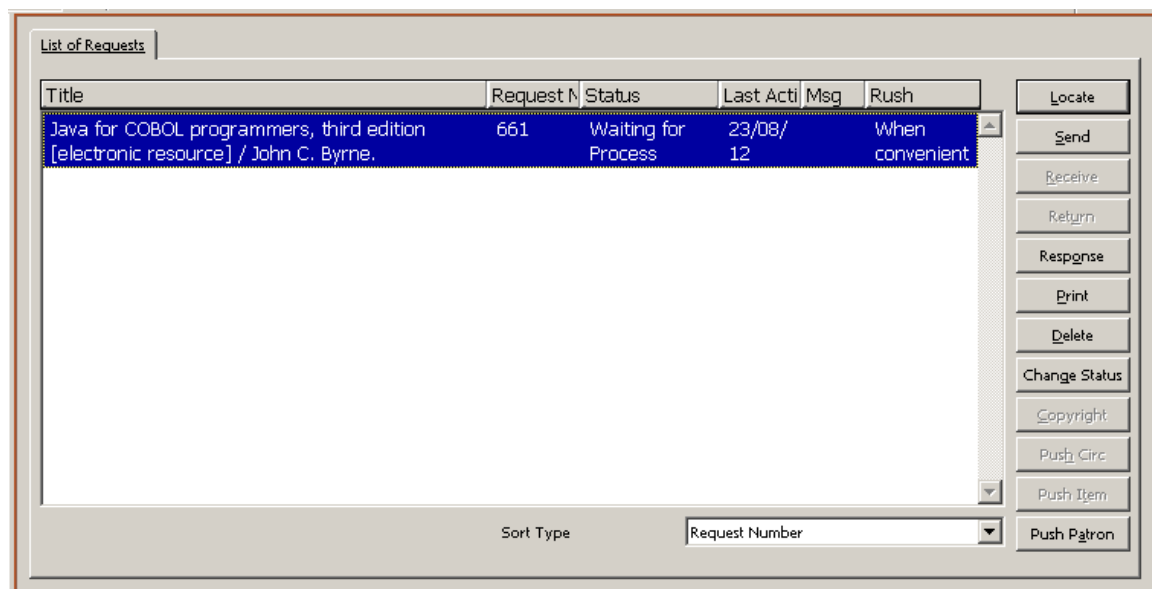 List of Requests
Title Request N Status Last Acti Msg Rush
Java for COBOL programmers, third edition 661 Waiting for 23/08/ When
[electronic resource] / John C. Byrne. Process 12 convenient
Locate
Send
Receive
Return
Response
Print
Delete
Change Status
Copyright
Push Circ
Push Item
Sort Type Request Number Push Patron